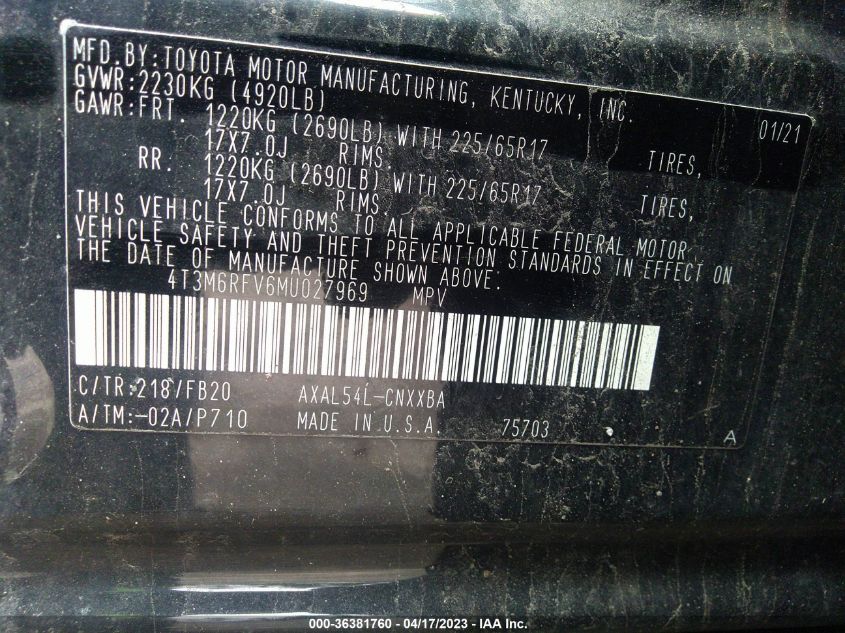 MFD.BY:TOYOTA MOTOR MANUFACTURING, KENTUCKY, INC.
GVWR:2230KG (4920LB) 01/21
GAWR:FRT. 1220KG (2690LB) WITH 225/65R17 TIRES,
17X7.0J RIMS.
RR. 1220KG (2690LB) WITH 225/65R17 TIRES,
17X7.0J RIMS.
THIS VEHICLE CONFORMS TO ALL APPLICABLE FEDERAL MOTOR
VEHICLE SAFETY AND THEFT PREVENTION STANDARDS IN EFFECT ON
THE DATE OF MANUFACTURE SHOWN ABOVE.
4T3M6RFV6MU027969 MPV
C/TR:218/FB20 AXAL54L-CNXXBA
A/TM:-02A/P710 MADE IN U.S.A. 75703 A
000-36381760 - 04/17/2023 - IAA Inc.